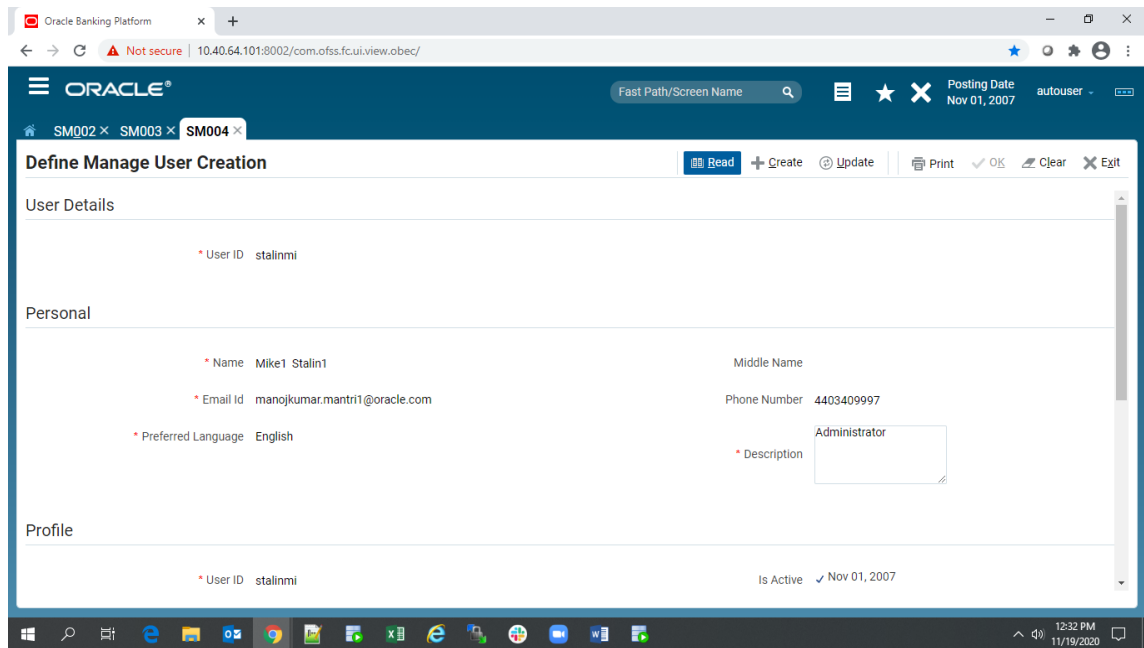 Oracle Banking Platform
Not secure | 10.40.64.101:8002/com.ofss.fc.ui.view.obec/
ORACLE®
Fast Path/Screen Name
Posting Date
Nov 01, 2007
autouser
SM002 SM003 SM004
Define Manage User Creation
Read Create Update Print OK Clear Exit
User Details
* User ID stalinmi
Personal
* Name Mike1 Stalin1 Middle Name
* Email Id manojkumar.mantri1@oracle.com Phone Number 4403409997
* Preferred Language English
* Description Administrator
Profile
* User ID stalinmi Is Active Nov 01, 2007
12:32 PM
11/19/2020